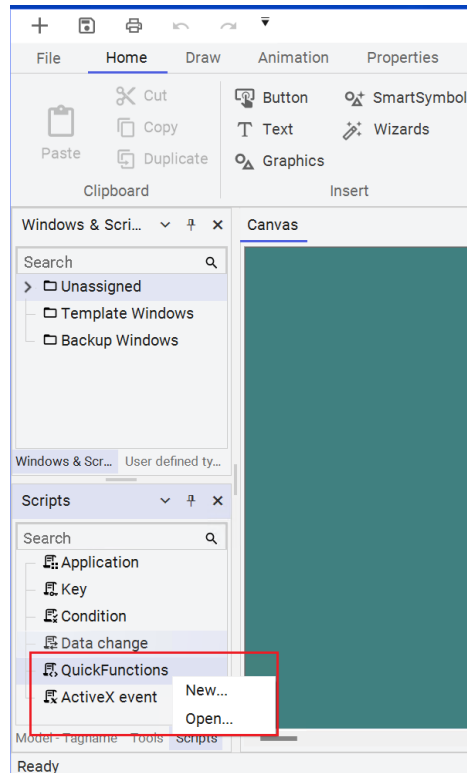 File Home Draw Animation Properties
Cut
Button SmartSymbol
Copy
Text Wizards
Paste
Duplicate
Graphics
Clipboard Insert
Windows & Scri...
Canvas
Search
Unassigned
Template Windows
Backup Windows
Windows & Scr... User defined ty...
Scripts
Search
Application
Key
Condition
Data change
QuickFunctions
New...
ActiveX event
Open...
Model - Tagname Tools Scripts
Ready